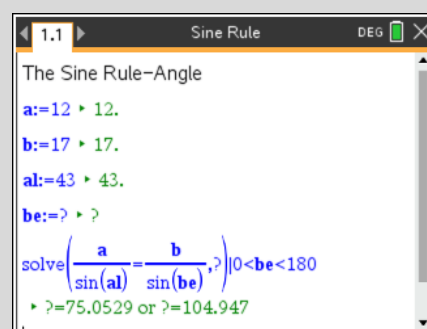 1.1 Sine Rule DEG
The Sine Rule–Angle
a:=12 ▸ 12.
b:=17 ▸ 17.
al:=43 ▸ 43.
be:=? ▸ ?
solve(a/sin(al)=b/sin(be),?)|0<be<180
▸ ?=75.0529 or ?=104.947